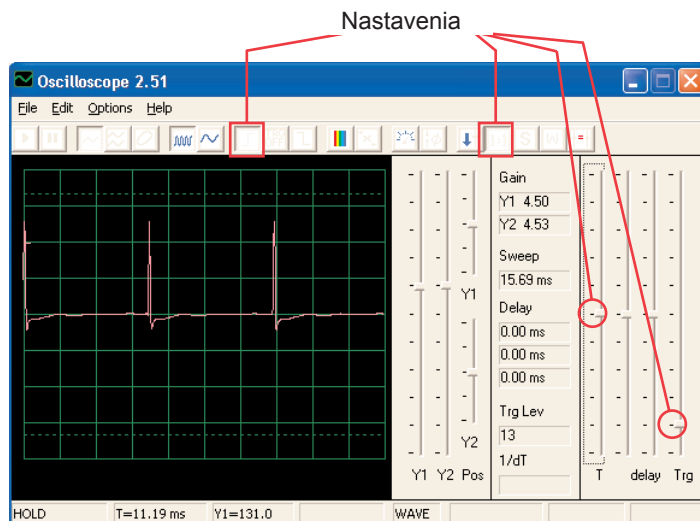 Nastavenia
Oscilloscope 2.51
File Edit Options Help
Gain
Y1 4.50
Y2 4.53
Sweep
15.69 ms
Delay
0.00 ms
0.00 ms
0.00 ms
Trg Lev
13
1/dT
Y1
Y2
Y1 Y2 Pos
T delay Trg
HOLD T=11.19 ms Y1=131.0 WAVE